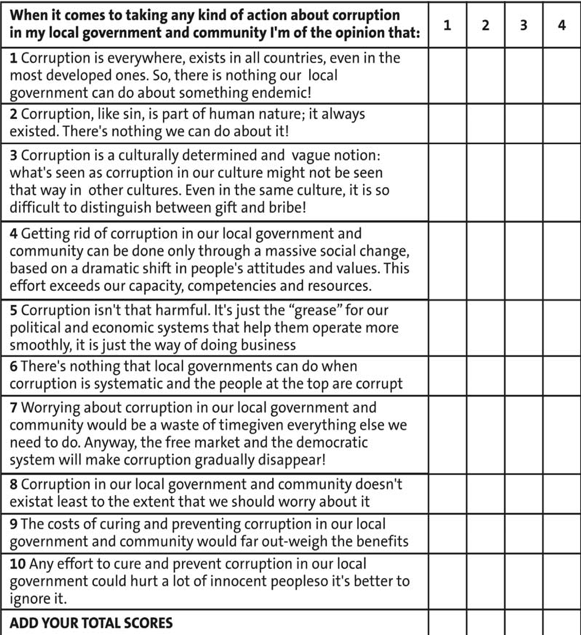 When it comes to taking any kind of action about corruption
in my local government and community I'm of the opinion that:
1 2 3 4
1 Corruption is everywhere, exists in all countries, even in the
most developed ones. So, there is nothing our local
government can do about something endemic!
2 Corruption, like sin, is part of human nature; it always
existed. There's nothing we can do about it!
3 Corruption is a culturally determined and vague notion:
what's seen as corruption in our culture might not be seen
that way in other cultures. Even in the same culture, it is so
difficult to distinguish between gift and bribe!
4 Getting rid of corruption in our local government and
community can be done only through a massive social change,
based on a dramatic shift in people's attitudes and values. This
effort exceeds our capacity, competencies and resources.
5 Corruption isn't that harmful. It's just the “grease” for our
political and economic systems that help them operate more
smoothly, it is just the way of doing business
6 There's nothing that local governments can do when
corruption is systematic and the people at the top are corrupt
7 Worrying about corruption in our local government and
community would be a waste of timegiven everything else we
need to do. Anyway, the free market and the democratic
system will make corruption gradually disappear!
8 Corruption in our local government and community doesn't
existat least to the extent that we should worry about it
9 The costs of curing and preventing corruption in our local
government and community would far out-weigh the benefits
10 Any effort to cure and prevent corruption in our local
government could hurt a lot of innocent peopleso it's better to
ignore it.
ADD YOUR TOTAL SCORES